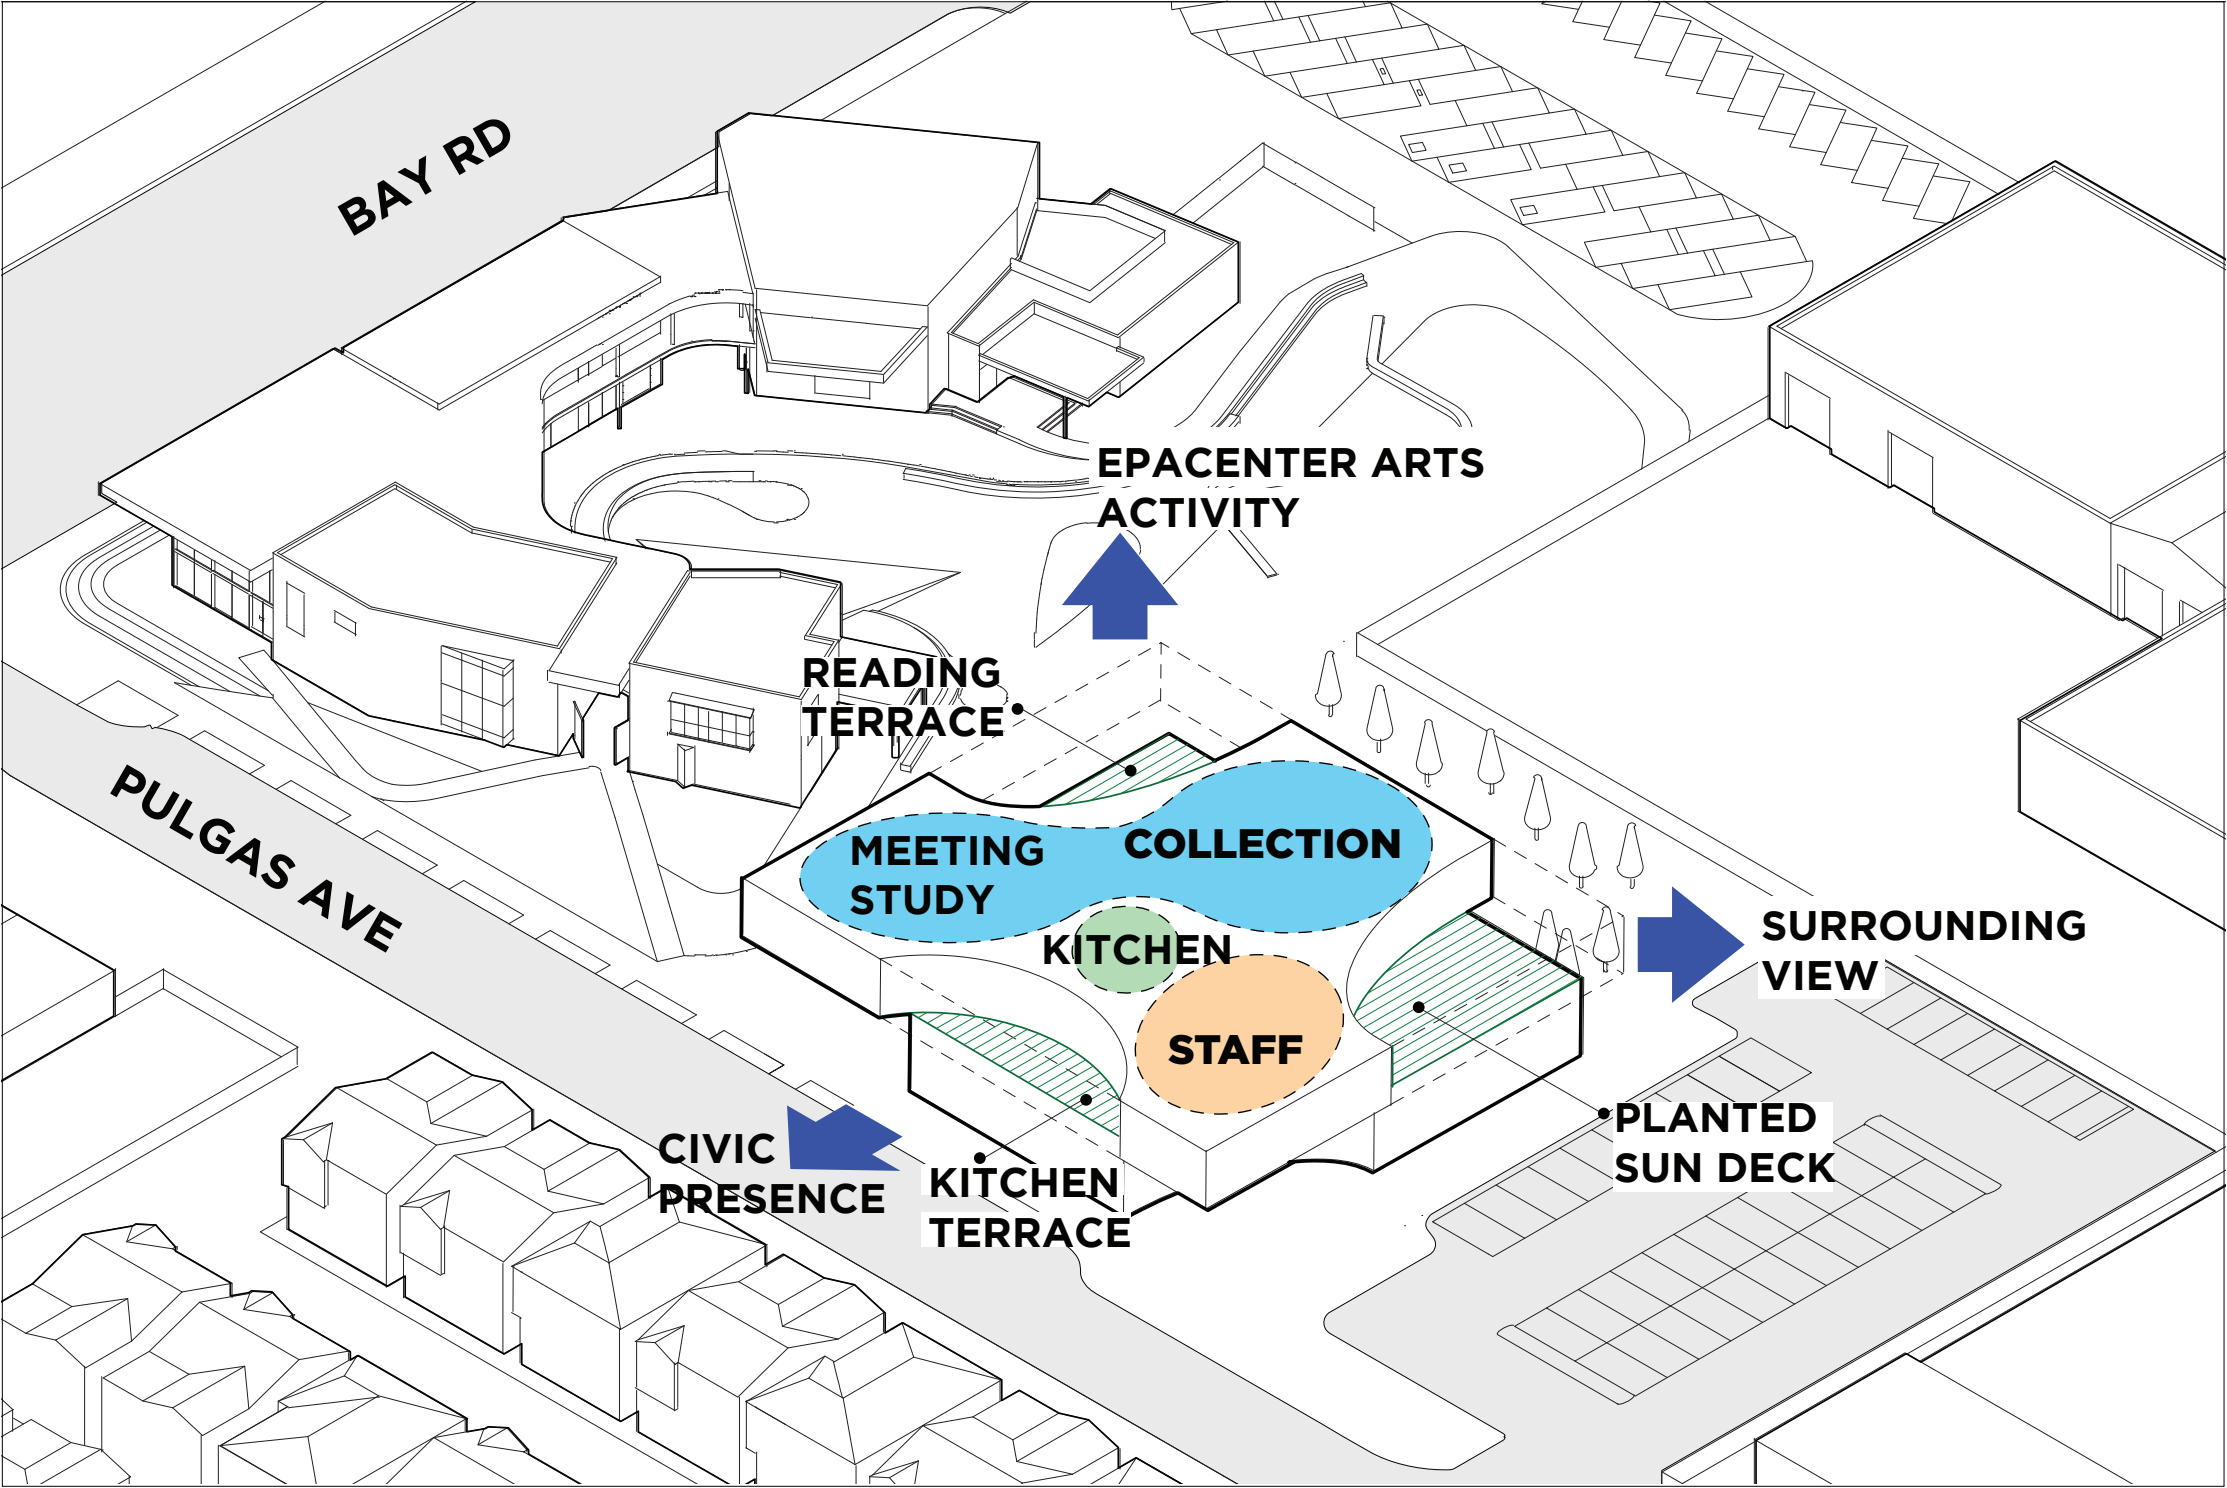 BAY RD
EPACENTER ARTS
ACTIVITY
READING
TERRACE
PULGAS AVE
MEETING
STUDY
COLLECTION
KITCHEN
SURROUNDING
VIEW
STAFF
PLANTED
SUN DECK
CIVIC
PRESENCE
KITCHEN
TERRACE